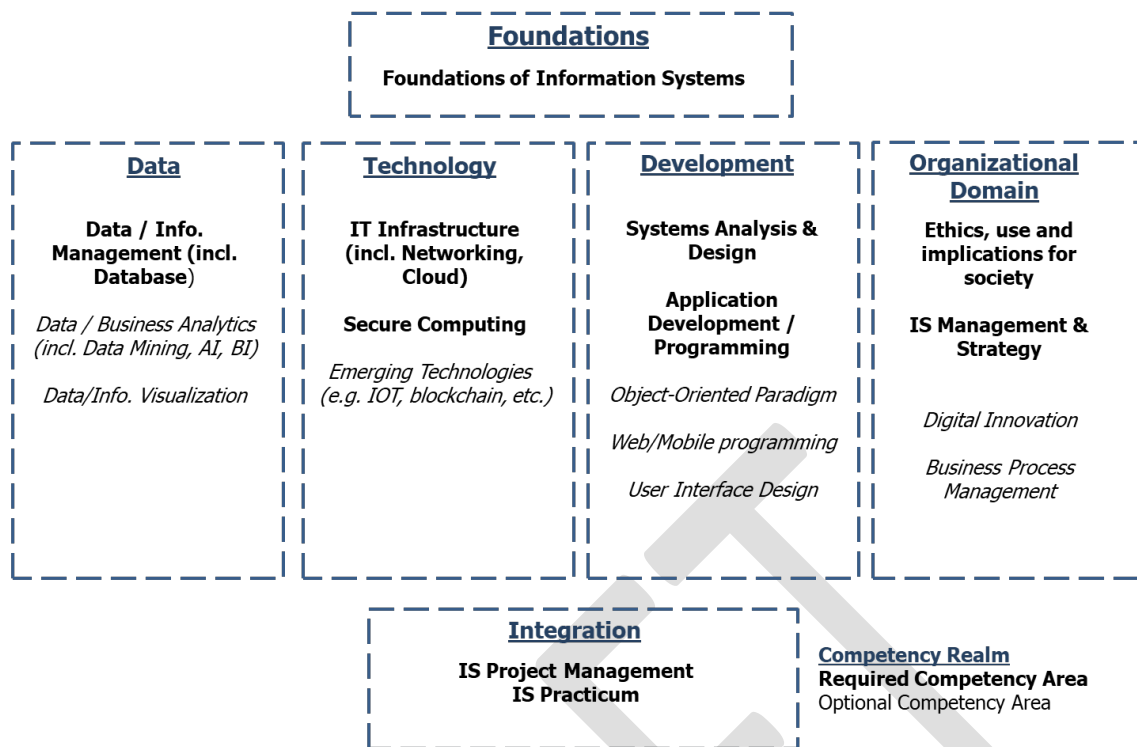 Foundations
Foundations of Information Systems
Data
Data / Info.
Management (incl.
Database)
Data / Business Analytics
(incl. Data Mining, AI, BI)
Data/Info. Visualization
Technology
IT Infrastructure
(incl. Networking,
Cloud)
Secure Computing
Emerging Technologies
(e.g. IOT, blockchain, etc.)
Development
Systems Analysis &
Design
Application
Development /
Programming
Object-Oriented Paradigm
Web/Mobile programming
User Interface Design
Organizational
Domain
Ethics, use and
implications for
society
IS Management &
Strategy
Digital Innovation
Business Process
Management
Integration
IS Project Management
IS Practicum
Competency Realm
Required Competency Area
Optional Competency Area